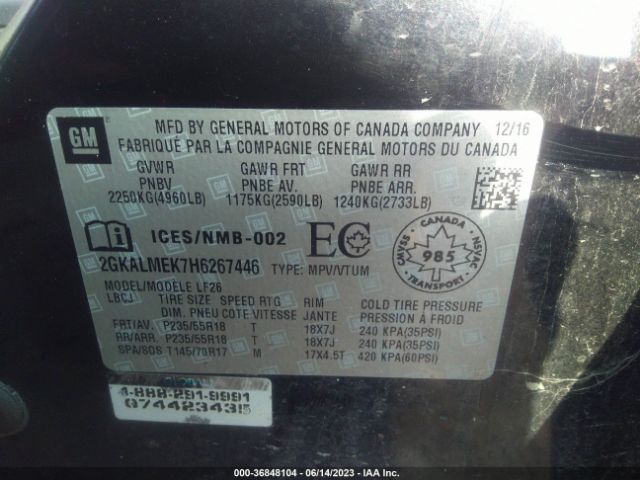 GM
MFD BY GENERAL MOTORS OF CANADA COMPANY 12/16
FABRIQUÉ PAR LA COMPAGNIE GENERAL MOTORS DU CANADA
GVWR GAWR FRT GAWR RR
PNBV PNBE AV. PNBE ARR.
2250KG(4960LB) 1175KG(2590LB) 1240KG(2733LB)
ICES/NMB-002 EC
CANADA
CMVSS 985 NSVAC
TRANSPORT
2GKALMEK7H6267446 TYPE: MPV/VTUM
MODEL/MODÈLE LF26
LBCJ TIRE SIZE SPEED RTG RIM COLD TIRE PRESSURE
DIM. PNEU COTE VITESSE JANTE PRESSION À FROID
FRT/AV. P235/55R18 T 18X7J 240 KPA(35PSI)
RR/ARR. P235/55R18 T 18X7J 240 KPA(35PSI)
SPA/SOS T145/70R17 M 17X4.5T 420 KPA(60PSI)
1-888-291-9991
074423435
000-36848104 - 06/14/2023 - IAA Inc.